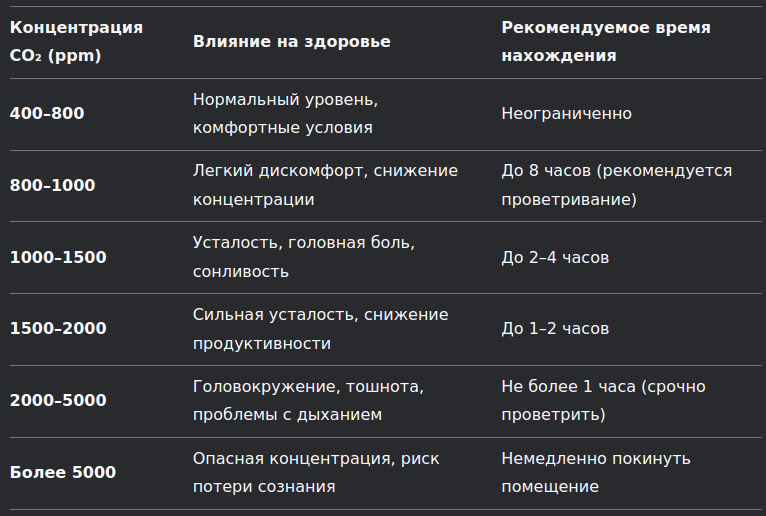 Концентрация
CO₂ (ppm)
Влияние на здоровье
Рекомендуемое время
нахождения
400–800
Нормальный уровень,
комфортные условия
Неограниченно
800–1000
Легкий дискомфорт, снижение
концентрации
До 8 часов (рекомендуется
проветривание)
1000–1500
Усталость, головная боль,
сонливость
До 2–4 часов
1500–2000
Сильная усталость, снижение
продуктивности
До 1–2 часов
2000–5000
Головокружение, тошнота,
проблемы с дыханием
Не более 1 часа (срочно
проветрить)
Более 5000
Опасная концентрация, риск
потери сознания
Немедленно покинуть
помещение